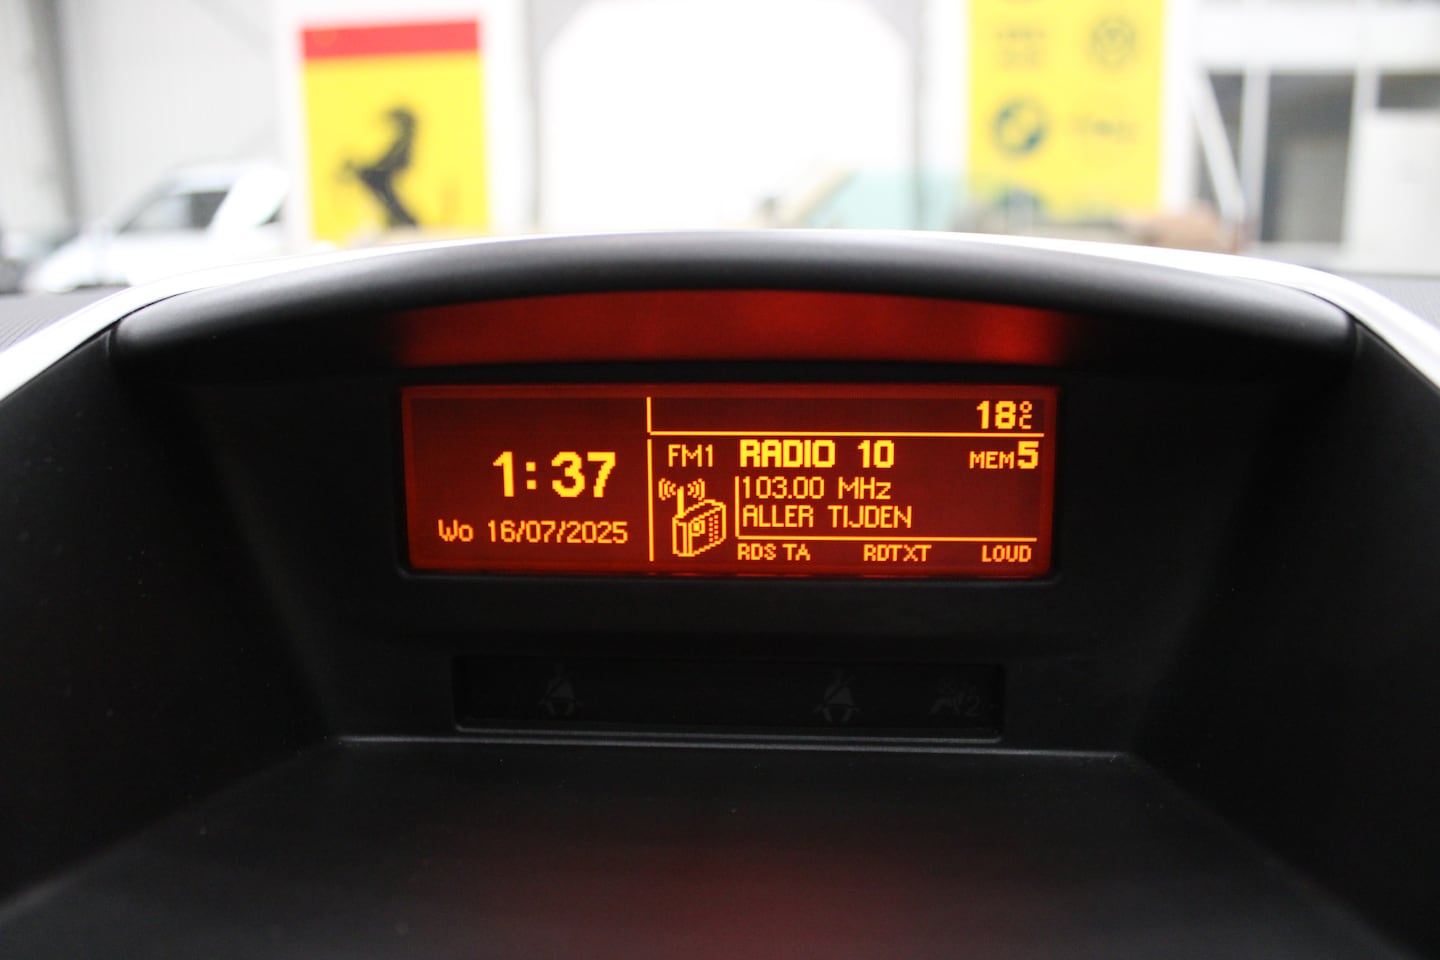 18°C
1:37
Wo 16/07/2025
FM1 RADIO 10 MEM5
103.00 MHz
ALLER TIJDEN
RDS TA RDTXT LOUD